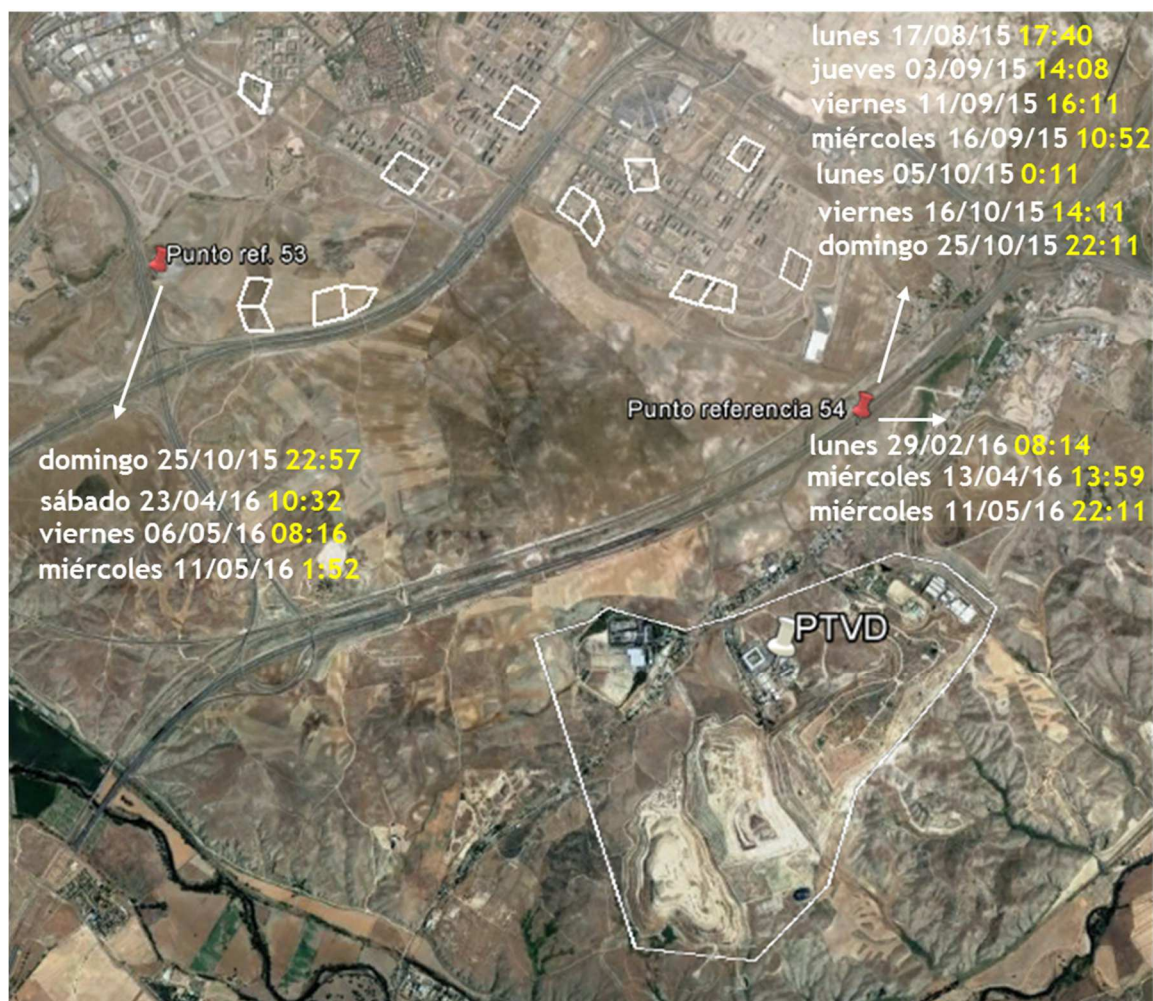 lunes 17/08/15 17:40
jueves 03/09/15 14:08
viernes 11/09/15 16:11
miércoles 16/09/15 10:52
lunes 05/10/15 0:11
viernes 16/10/15 14:11
domingo 25/10/15 22:11
Punto ref. 53
Punto referencia 54
lunes 29/02/16 08:14
miércoles 13/04/16 13:59
miércoles 11/05/16 22:11
domingo 25/10/15 22:57
sábado 23/04/16 10:32
viernes 06/05/16 08:16
miércoles 11/05/16 1:52
PTVD